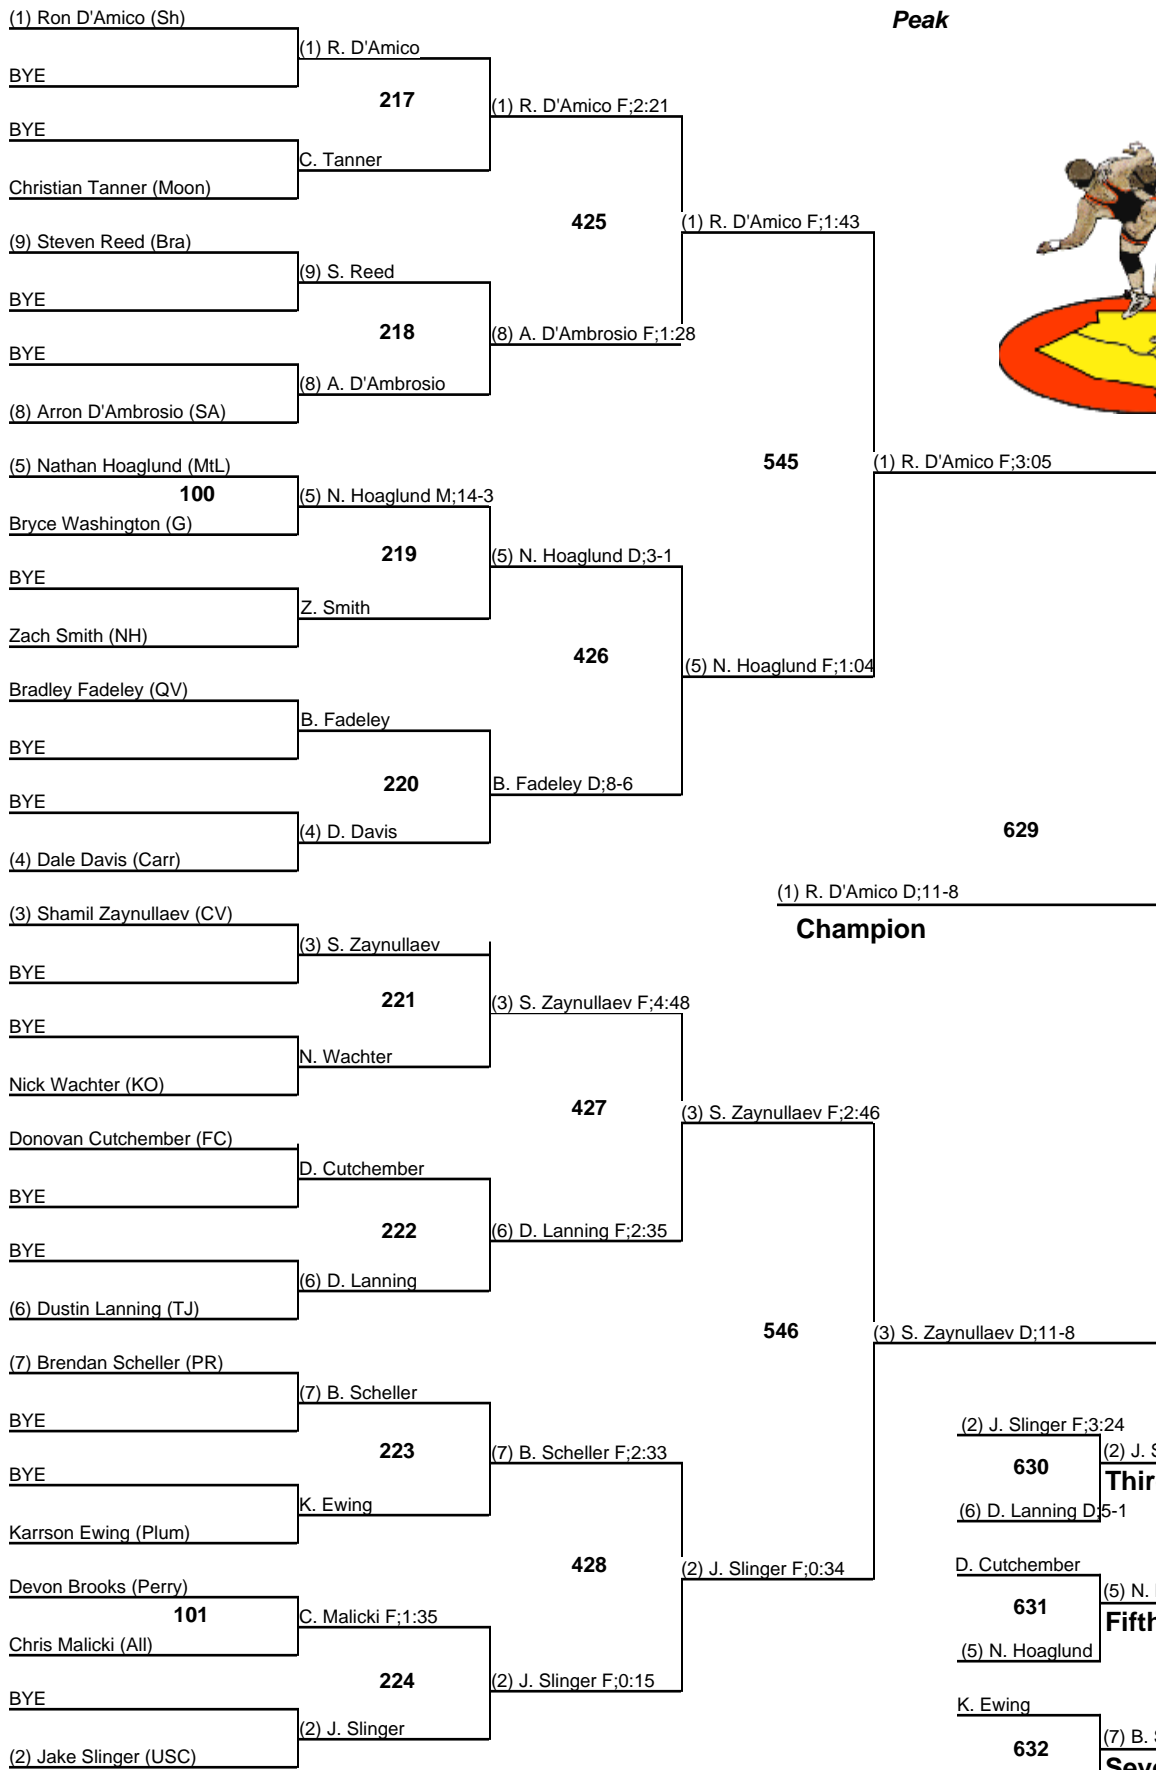 (1) Ron D'Amico (Sh)
Peak
(1) R. D'Amico
BYE
217
(1) R. D'Amico F;2:21
BYE
C. Tanner
Christian Tanner (Moon)
425
(1) R. D'Amico F;1:43
(9) Steven Reed (Bra)
(9) S. Reed
BYE
218
(8) A. D'Ambrosio F;1:28
BYE
(8) A. D'Ambrosio
(8) Arron D'Ambrosio (SA)
545
(1) R. D'Amico F;3:05
(5) Nathan Hoaglund (MtL)
100
(5) N. Hoaglund M;14-3
Bryce Washington (G)
219
(5) N. Hoaglund D;3-1
BYE
Z. Smith
Zach Smith (NH)
426
(5) N. Hoaglund F;1:04
Bradley Fadeley (QV)
B. Fadeley
BYE
220
B. Fadeley D;8-6
BYE
(4) D. Davis
(4) Dale Davis (Carr)
629
(1) R. D'Amico D;11-8
Champion
(3) Shamil Zaynullaev (CV)
(3) S. Zaynullaev
BYE
221
(3) S. Zaynullaev F;4:48
BYE
N. Wachter
Nick Wachter (KO)
427
(3) S. Zaynullaev F;2:46
Donovan Cutchember (FC)
D. Cutchember
BYE
222
(6) D. Lanning F;2:35
BYE
(6) D. Lanning
(6) Dustin Lanning (TJ)
546
(3) S. Zaynullaev D;11-8
(7) Brendan Scheller (PR)
(7) B. Scheller
BYE
223
(7) B. Scheller F;2:33
BYE
K. Ewing
Karrson Ewing (Plum)
(2) J. Slinger F;3:24
630
(2) J. S
Thir
(6) D. Lanning D;5-1
428
(2) J. Slinger F;0:34
Devon Brooks (Perry)
101
C. Malicki F;1:35
Chris Malicki (All)
224
(2) J. Slinger F;0:15
BYE
(2) J. Slinger
(2) Jake Slinger (USC)
D. Cutchember
631
(5) N.
Fifth
(5) N. Hoaglund
K. Ewing
632
(7) B. S
Seve